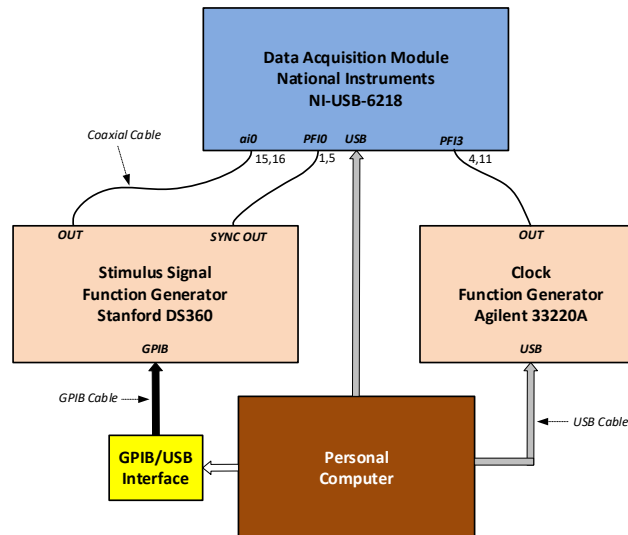 Data Acquisition Module
National Instruments
NI-USB-6218
Coaxial Cable
ai0 PFI0 USB PFI3
15,16 1,5 4,11
OUT SYNC OUT OUT
Stimulus Signal
Function Generator
Stanford DS360
GPIB
Clock
Function Generator
Agilent 33220A
USB
GPIB Cable
USB Cable
GPIB/USB
Interface
Personal
Computer